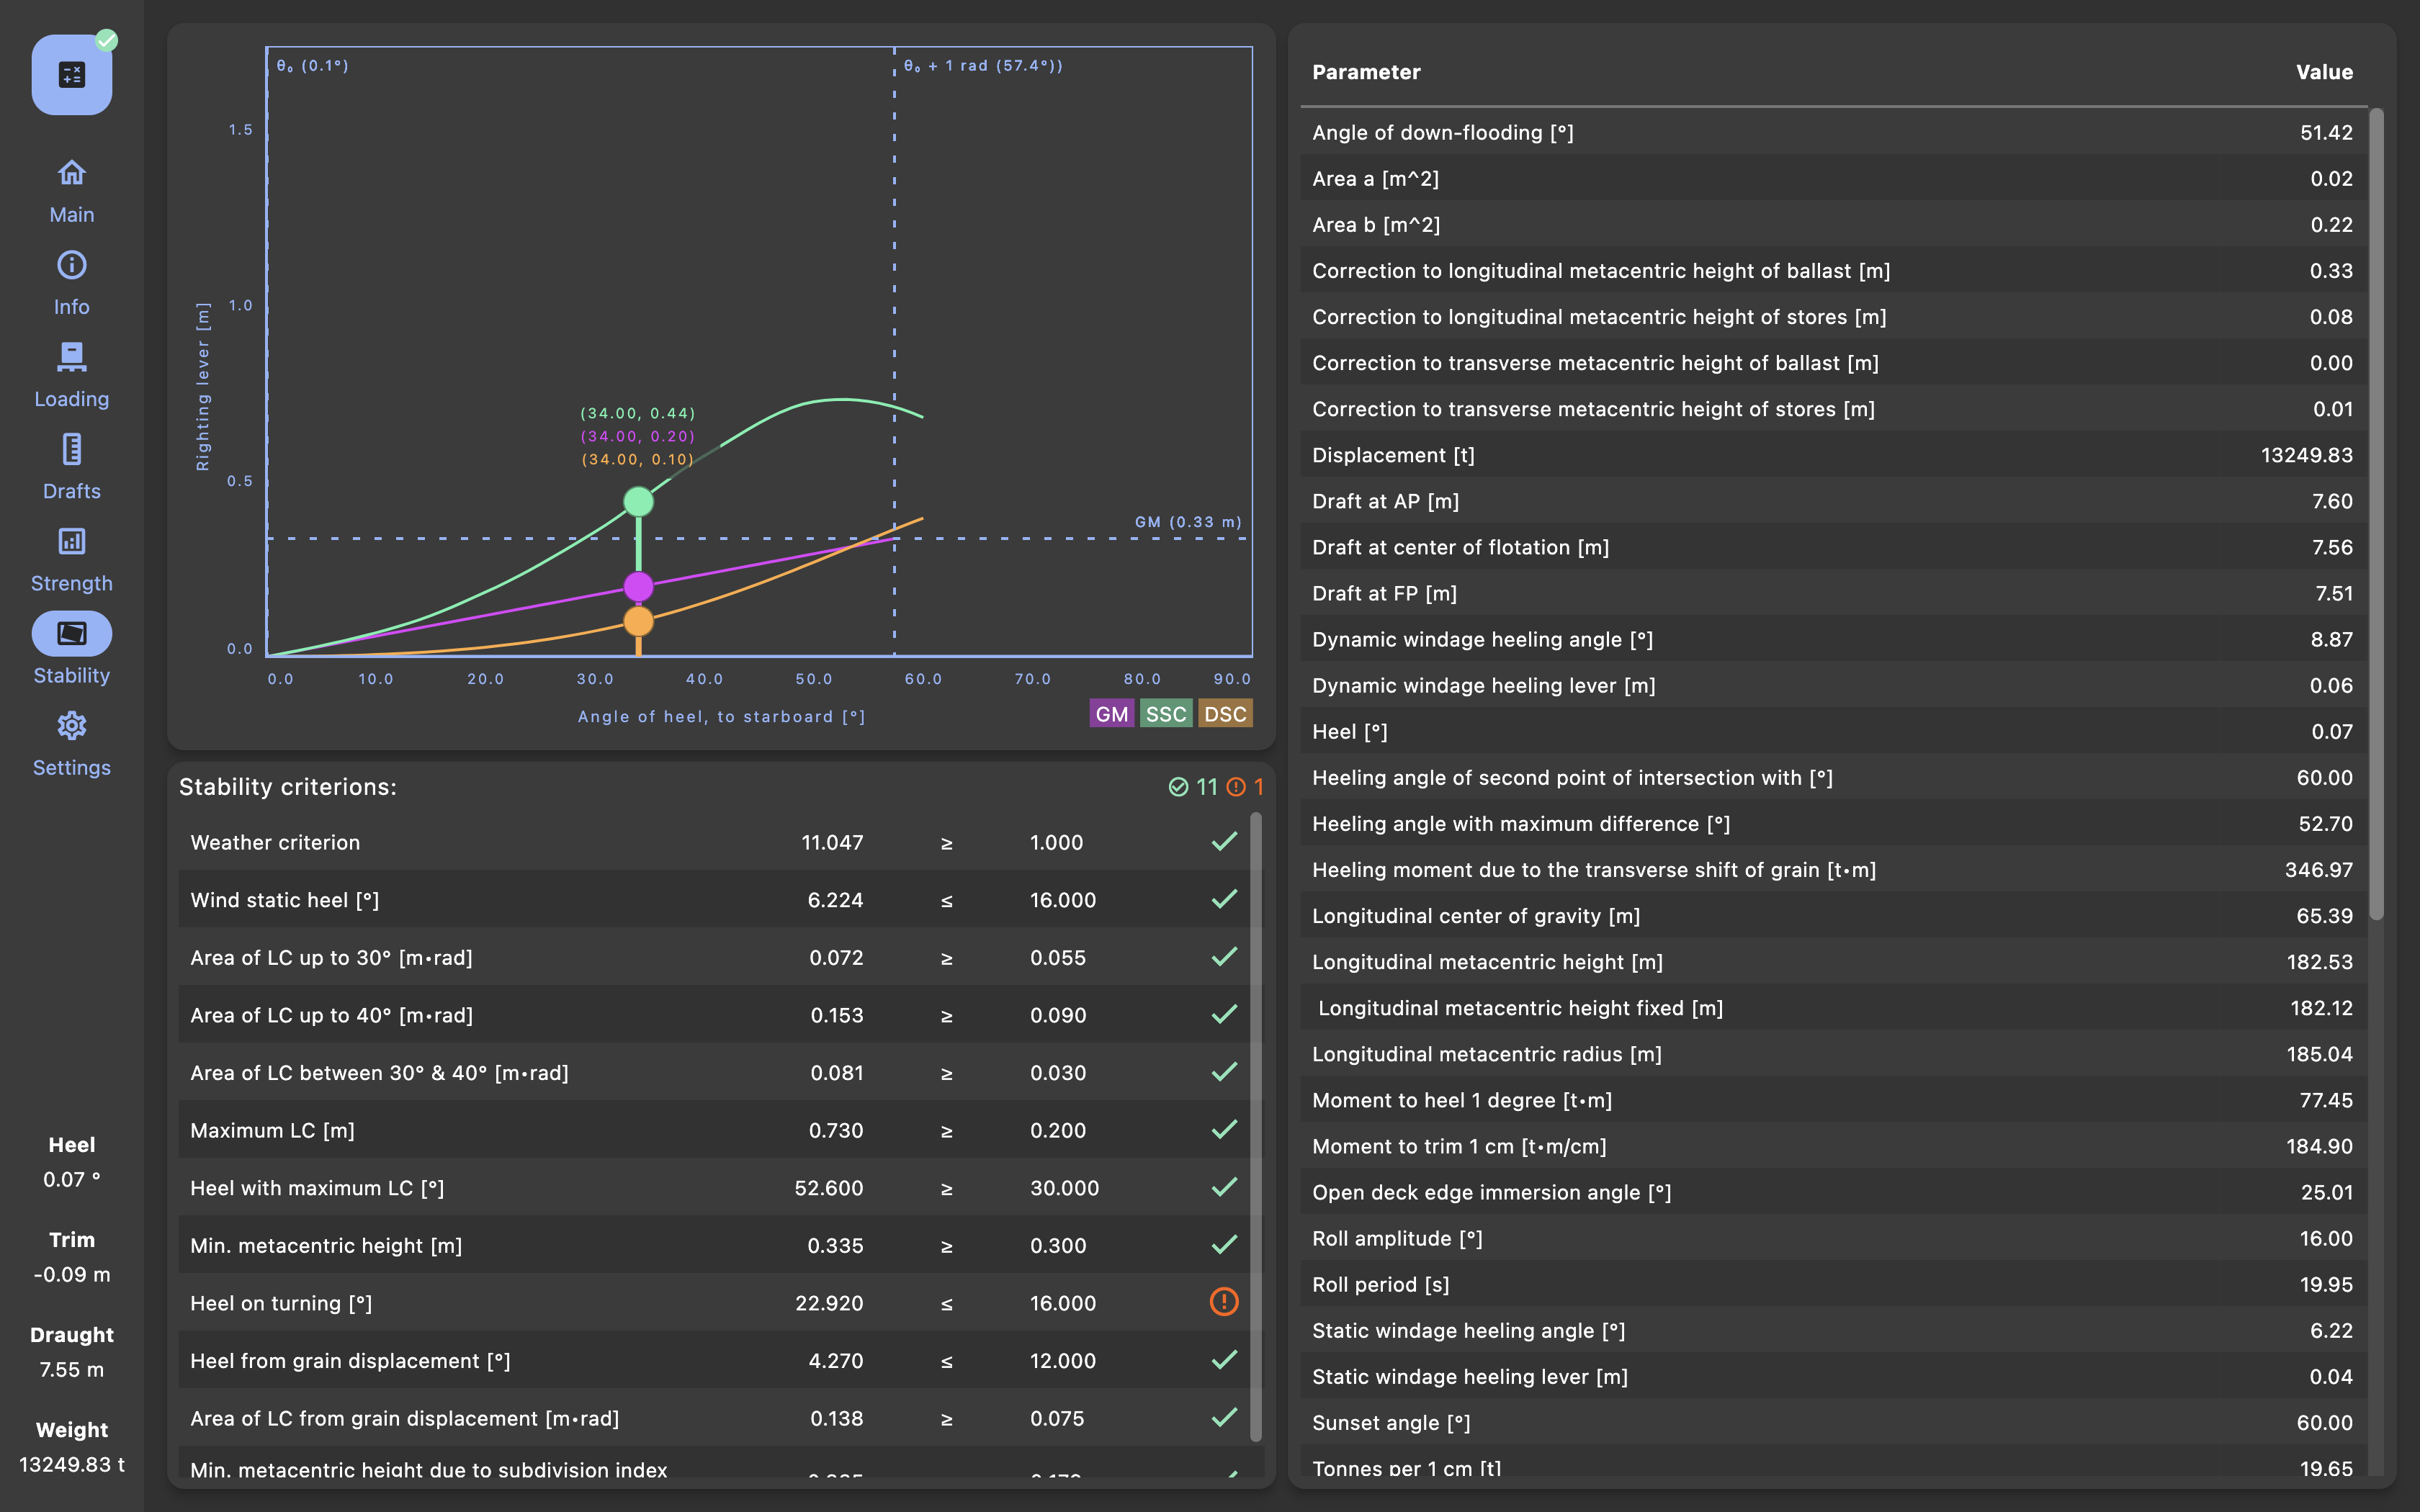 Main
Info
Loading
Drafts
Strength
Stability
Settings
Heel
0.07 °
Trim
-0.09 m
Draught
7.55 m
Weight
13249.83 t
θ₀ (0.1°)
θ₀ + 1 rad (57.4°))
1.5
1.0
0.5
0.0
Righting lever [m]
(34.00, 0.44)
(34.00, 0.20)
(34.00, 0.10)
GM (0.33 m)
0.0 10.0 20.0 30.0 40.0 50.0 60.0 70.0 80.0 90.0
Angle of heel, to starboard [°]
GM SSC DSC
Stability criterions: 11 1
Weather criterion 11.047 ≥ 1.000
Wind static heel [°] 6.224 ≤ 16.000
Area of LC up to 30° [m•rad] 0.072 ≥ 0.055
Area of LC up to 40° [m•rad] 0.153 ≥ 0.090
Area of LC between 30° & 40° [m•rad] 0.081 ≥ 0.030
Maximum LC [m] 0.730 ≥ 0.200
Heel with maximum LC [°] 52.600 ≥ 30.000
Min. metacentric height [m] 0.335 ≥ 0.300
Heel on turning [°] 22.920 ≤ 16.000
Heel from grain displacement [°] 4.270 ≤ 12.000
Area of LC from grain displacement [m•rad] 0.138 ≥ 0.075
Min. metacentric height due to subdivision index
Parameter Value
Angle of down-flooding [°] 51.42
Area a [m^2] 0.02
Area b [m^2] 0.22
Correction to longitudinal metacentric height of ballast [m] 0.33
Correction to longitudinal metacentric height of stores [m] 0.08
Correction to transverse metacentric height of ballast [m] 0.00
Correction to transverse metacentric height of stores [m] 0.01
Displacement [t] 13249.83
Draft at AP [m] 7.60
Draft at center of flotation [m] 7.56
Draft at FP [m] 7.51
Dynamic windage heeling angle [°] 8.87
Dynamic windage heeling lever [m] 0.06
Heel [°] 0.07
Heeling angle of second point of intersection with [°] 60.00
Heeling angle with maximum difference [°] 52.70
Heeling moment due to the transverse shift of grain [t•m] 346.97
Longitudinal center of gravity [m] 65.39
Longitudinal metacentric height [m] 182.53
Longitudinal metacentric height fixed [m] 182.12
Longitudinal metacentric radius [m] 185.04
Moment to heel 1 degree [t•m] 77.45
Moment to trim 1 cm [t•m/cm] 184.90
Open deck edge immersion angle [°] 25.01
Roll amplitude [°] 16.00
Roll period [s] 19.95
Static windage heeling angle [°] 6.22
Static windage heeling lever [m] 0.04
Sunset angle [°] 60.00
Tonnes per 1 cm [t] 19.65